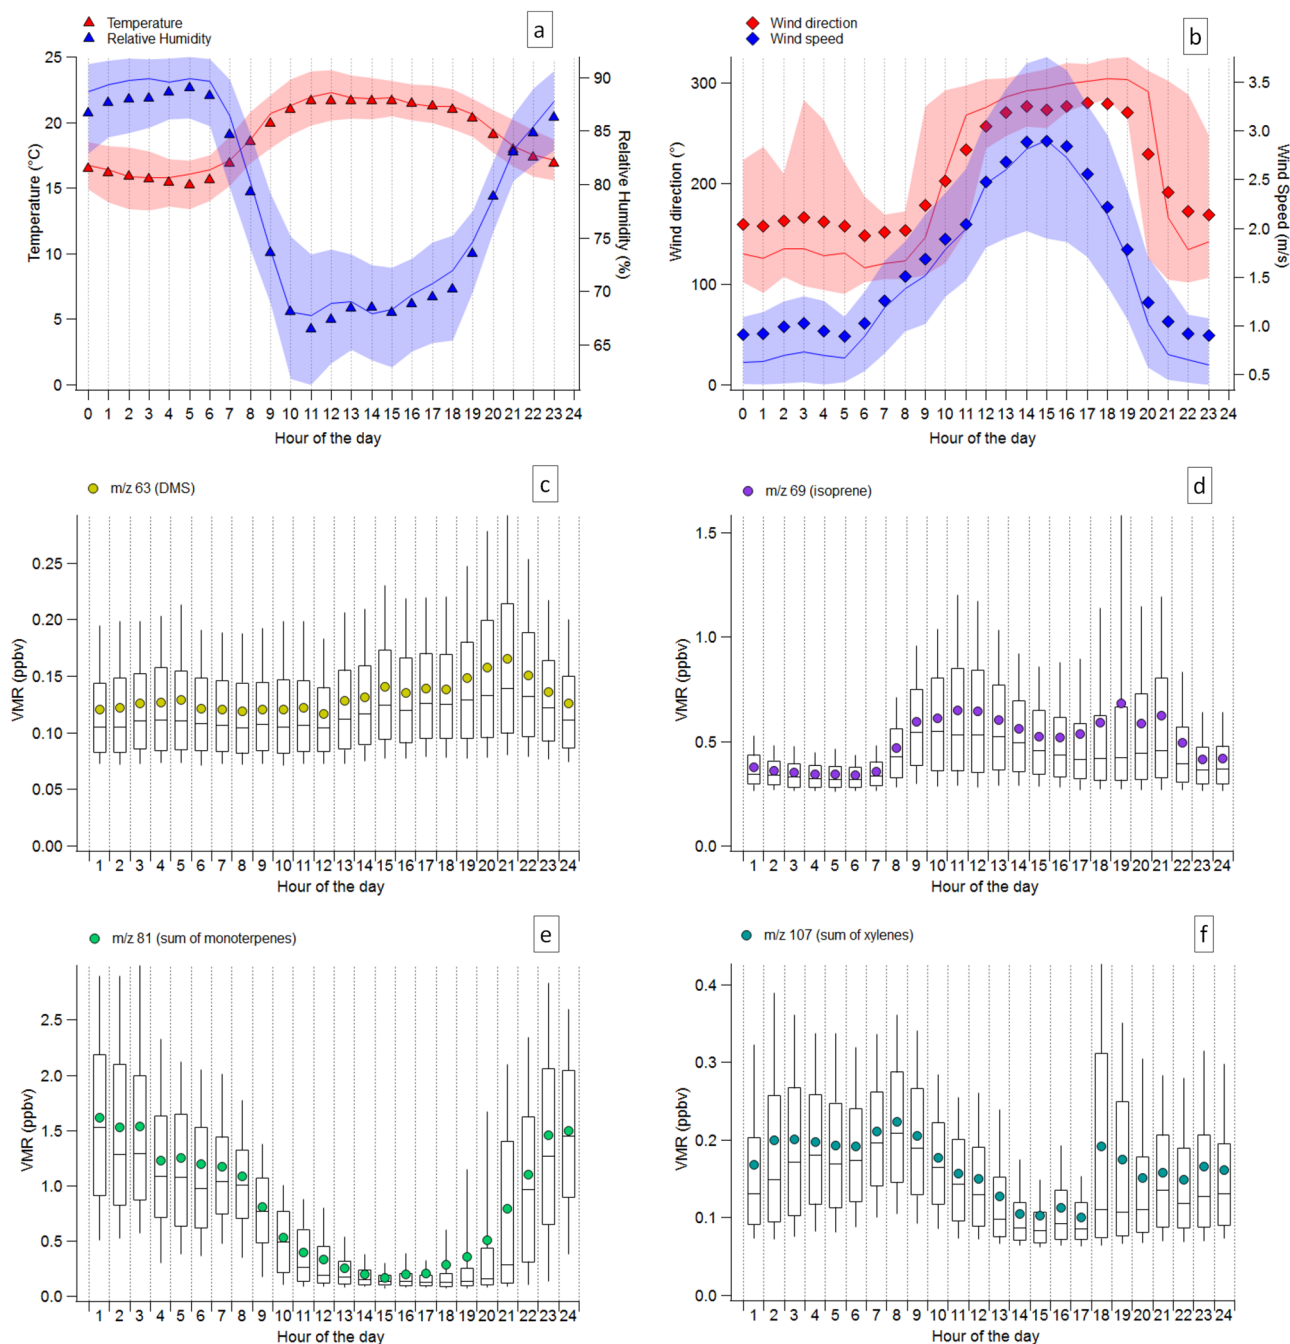 Temperature
Relative Humidity
a
25
20
15
10
5
0
Temperature (°C)
90
85
80
75
70
65
Relative Humidity (%)
0 1 2 3 4 5 6 7 8 9 10 11 12 13 14 15 16 17 18 19 20 21 22 23 24
Hour of the day
Wind direction
Wind speed
b
300
200
100
0
Wind direction (°)
3.5
3.0
2.5
2.0
1.5
1.0
0.5
Wind Speed (m/s)
0 1 2 3 4 5 6 7 8 9 10 11 12 13 14 15 16 17 18 19 20 21 22 23 24
Hour of the day
m/z 63 (DMS)
c
0.25
0.20
0.15
0.10
0.05
0.00
VMR (ppbv)
1 2 3 4 5 6 7 8 9 10 11 12 13 14 15 16 17 18 19 20 21 22 23 24
Hour of the day
m/z 69 (isoprene)
d
1.5
1.0
0.5
0.0
VMR (ppbv)
1 2 3 4 5 6 7 8 9 10 11 12 13 14 15 16 17 18 19 20 21 22 23 24
Hour of the day
m/z 81 (sum of monoterpenes)
e
2.5
2.0
1.5
1.0
0.5
0.0
VMR (ppbv)
1 2 3 4 5 6 7 8 9 10 11 12 13 14 15 16 17 18 19 20 21 22 23 24
Hour of the day
m/z 107 (sum of xylenes)
f
0.4
0.3
0.2
0.1
0.0
VMR (ppbv)
1 2 3 4 5 6 7 8 9 10 11 12 13 14 15 16 17 18 19 20 21 22 23 24
Hour of the day